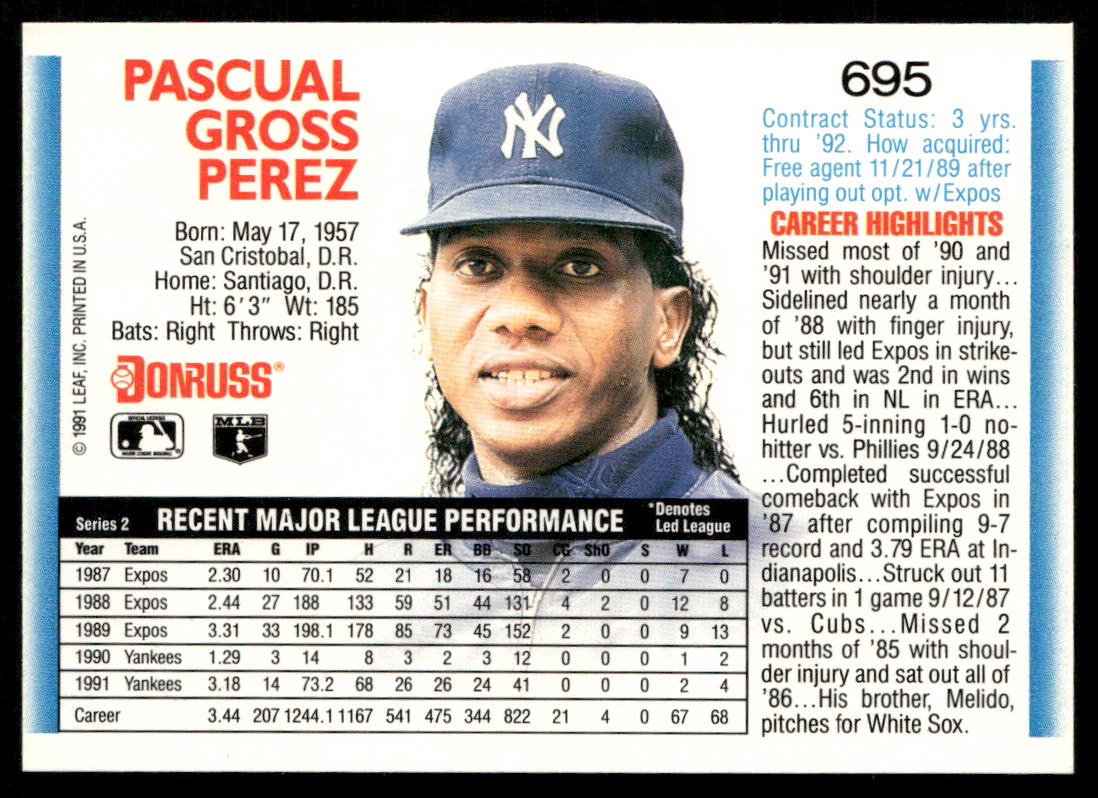 PASCUAL
GROSS
PEREZ
Born: May 17, 1957
San Cristobal, D.R.
Home: Santiago, D.R.
Ht: 6'3" Wt: 185
Bats: Right Throws: Right
DONRUSS®
OFFICIAL LICENSEE
MAJOR LEAGUE BASEBALL
MLB
© 1991 LEAF, INC. PRINTED IN U.S.A.
NY
695
Contract Status: 3 yrs.
thru '92. How acquired:
Free agent 11/21/89 after
playing out opt. w/Expos
CAREER HIGHLIGHTS
Missed most of '90 and
'91 with shoulder injury...
Sidelined nearly a month
of '88 with finger injury,
but still led Expos in strike-
outs and was 2nd in wins
and 6th in NL in ERA...
Hurled 5-inning 1-0 no-
hitter vs. Phillies 9/24/88
...Completed successful
comeback with Expos in
'87 after compiling 9-7
record and 3.79 ERA at In-
dianapolis...Struck out 11
batters in 1 game 9/12/87
vs. Cubs...Missed 2
months of '85 with shoul-
der injury and sat out all of
'86...His brother, Melido,
pitches for White Sox.
Series 2 RECENT MAJOR LEAGUE PERFORMANCE *Denotes
Led League
Year Team ERA G IP H R ER BB SO CG ShO S W L
1987 Expos 2.30 10 70.1 52 21 18 16 58 2 0 0 7 0
1988 Expos 2.44 27 188 133 59 51 44 131 4 2 0 12 8
1989 Expos 3.31 33 198.1 178 85 73 45 152 2 0 0 9 13
1990 Yankees 1.29 3 14 8 3 2 3 12 0 0 0 1 2
1991 Yankees 3.18 14 73.2 68 26 26 24 41 0 0 0 2 4
Career 3.44 207 1244.1 1167 541 475 344 822 21 4 0 67 68